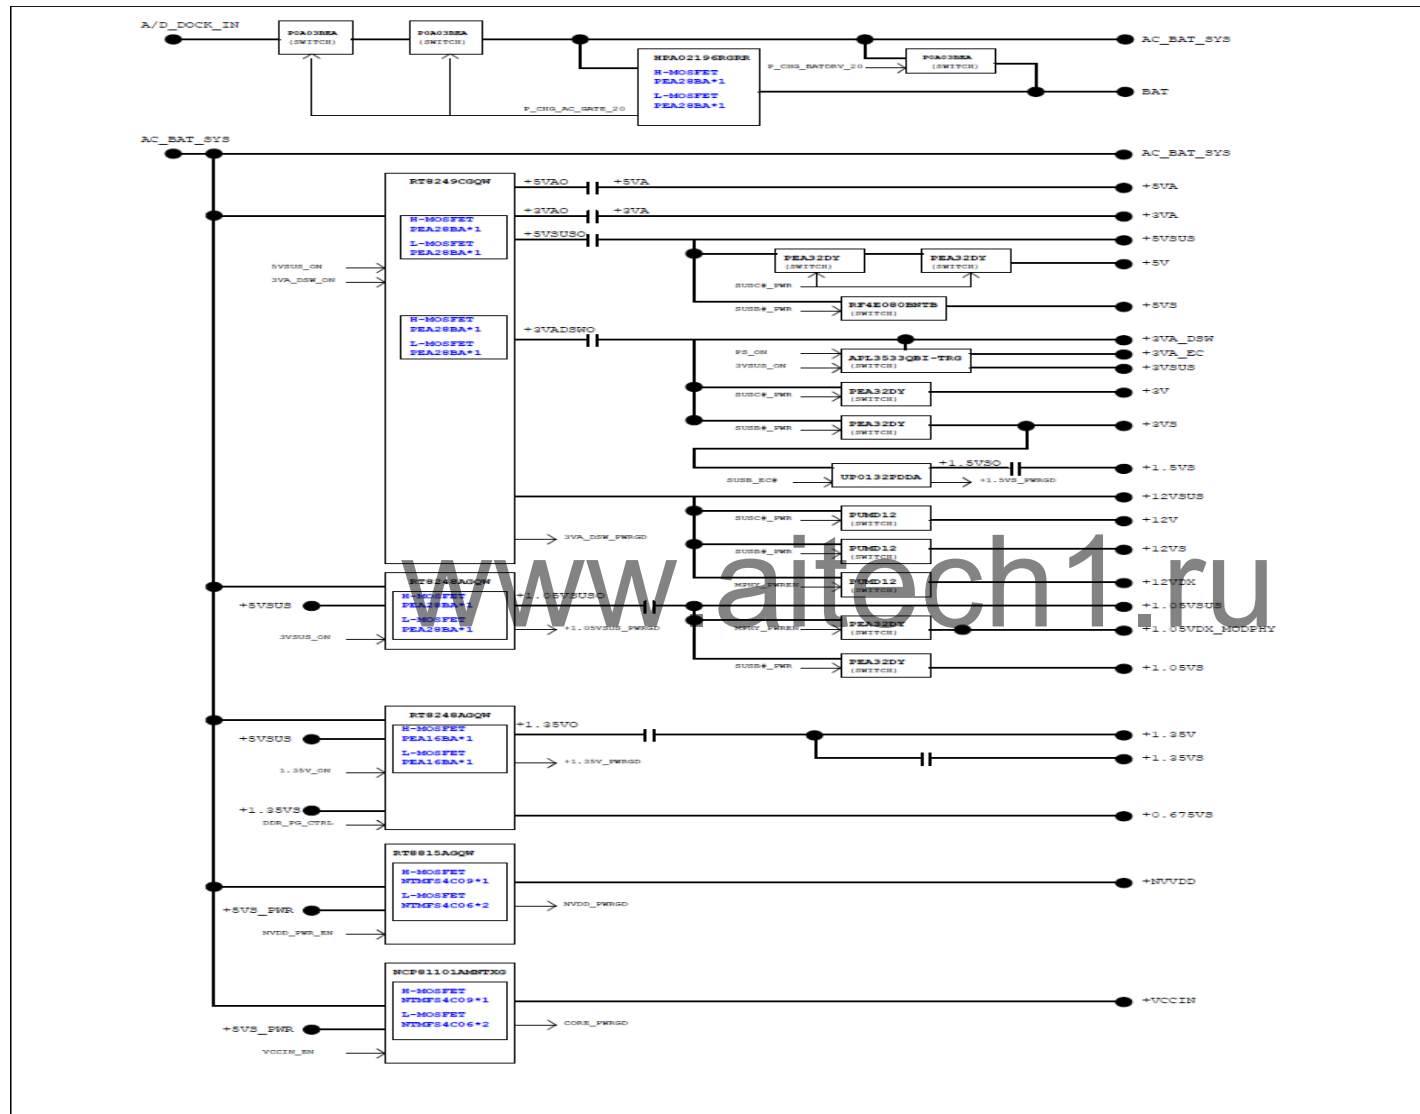 A/D_DOCK_IN
P0A03BEA
(SWITCH)
P0A03BEA
(SWITCH)
AC_BAT_SYS
HPA02196RGRR
H-MOSFET
PEA28BA*1
L-MOSFET
PEA28BA*1
P_CHG_BATDRV_20
P0A03BEA
(SWITCH)
BAT
P_CHG_AC_GATE_20
AC_BAT_SYS
AC_BAT_SYS
RT8249CGQW
+5VAO
+5VA
+5VA
+3VAO
+3VA
+3VA
H-MOSFET
PEA28BA*1
L-MOSFET
PEA28BA*1
+5VSUSO
+5VSUS
5VSUS_ON
3VA_DSW_ON
PEA32DY
(SWITCH)
PEA32DY
(SWITCH)
+5V
SUSC#_PWR
SUSB#_PWR
RF4E080BNTB
(SWITCH)
+5VS
H-MOSFET
PEA28BA*1
L-MOSFET
PEA28BA*1
+3VADSWO
+3VA_DSW
PS_ON
3VSUS_ON
APL3533QBI-TRG
(SWITCH)
+3VA_EC
+3VSUS
SUSC#_PWR
PEA32DY
(SWITCH)
+3V
SUSB#_PWR
PEA32DY
(SWITCH)
+3VS
SUSB_EC#
UP0132PDDA
+1.5VSO
+1.5VS_PWRGD
+1.5VS
+12VSUS
SUSC#_PWR
PUMD12
(SWITCH)
+12V
3VA_DSW_PWRGD
SUSB#_PWR
PUMD12
(SWITCH)
+12VS
MPHY_PWREN
PUMD12
(SWITCH)
+12VDX
www.aitech1.ru
RT8248AGQW
H-MOSFET
PEA28BA*1
L-MOSFET
PEA28BA*1
+5VSUS
3VSUS_ON
+1.05VSUSO
+1.05VSUS_PWRGD
+1.05VSUS
MPHY_PWREN
PEA32DY
(SWITCH)
+1.05VDX_MODPHY
SUSB#_PWR
PEA32DY
(SWITCH)
+1.05VS
RT8248AGQW
H-MOSFET
PEA16BA*1
L-MOSFET
PEA16BA*1
+5VSUS
1.35V_ON
+1.35VO
+1.35V_PWRGD
+1.35V
+1.35VS
+1.35VS
DDR_PG_CTRL
+0.675VS
RT8815AGQW
H-MOSFET
NTMFS4C09*1
L-MOSFET
NTMFS4C06*2
+5VS_PWR
NVDD_PWR_EN
NVDD_PWRGD
+NVVDD
NCP81101AMNTXG
H-MOSFET
NTMFS4C09*1
L-MOSFET
NTMFS4C06*2
+5VS_PWR
VCCIN_EN
CORE_PWRGD
+VCCIN